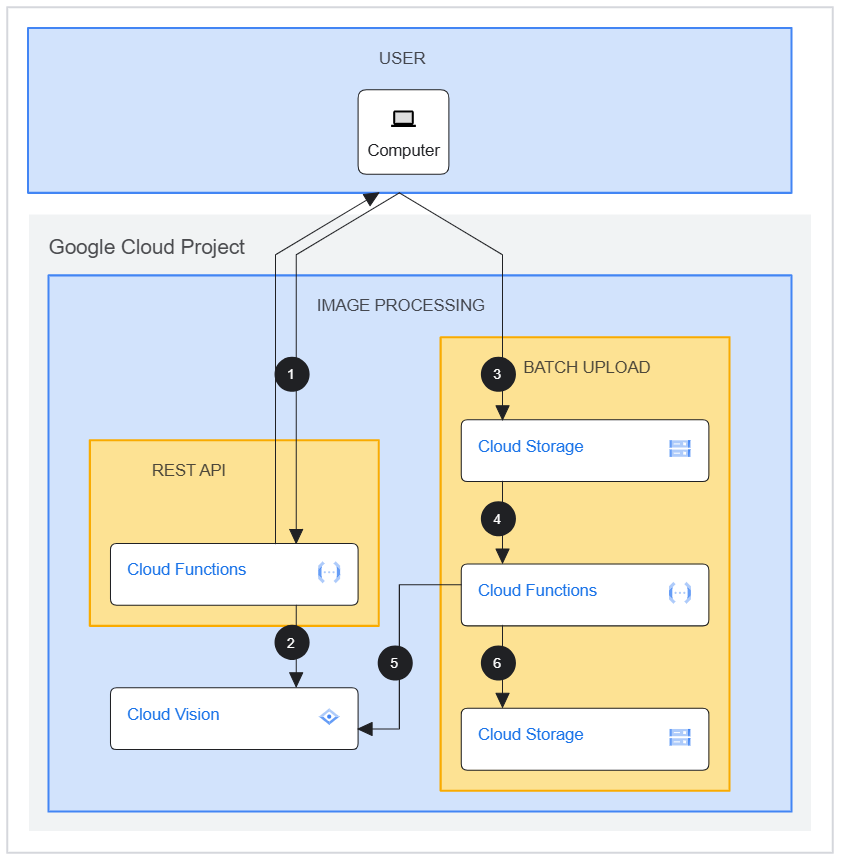 USER
Computer
Google Cloud Project
IMAGE PROCESSING
1
3
BATCH UPLOAD
Cloud Storage
REST API
4
Cloud Functions
Cloud Functions
2
5
6
Cloud Vision
Cloud Storage